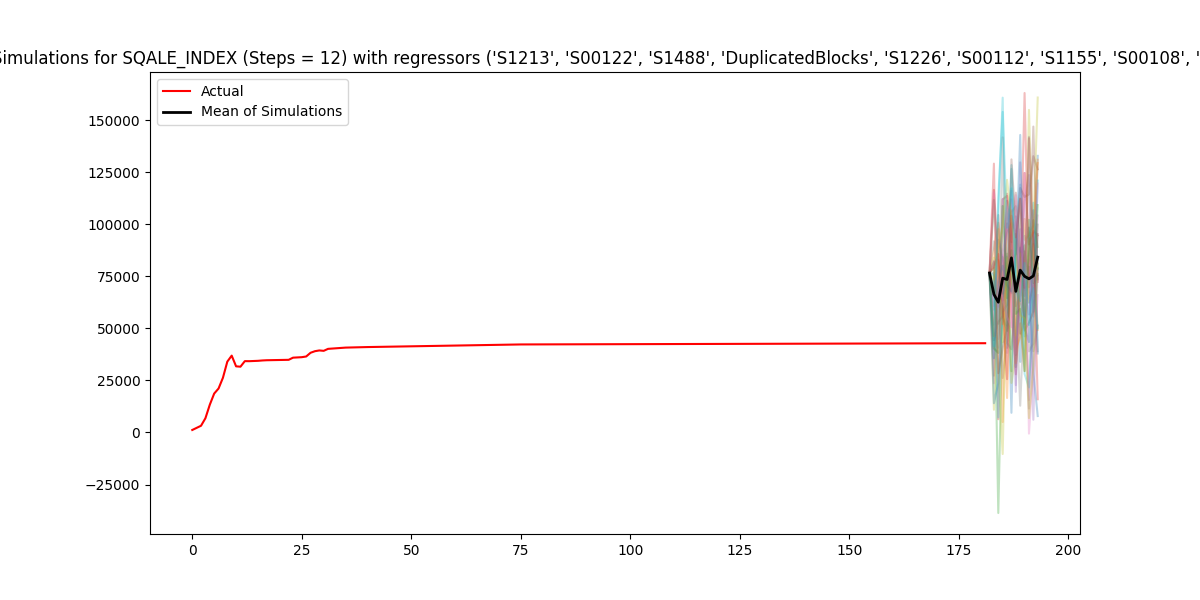 Simulations for SQALE_INDEX (Steps = 12) with regressors ('S1213', 'S00122', 'S1488', 'DuplicatedBlocks', 'S1226', 'S00112', 'S1155', 'S00108', '
Actual
Mean of Simulations
150000
125000
100000
75000
50000
25000
0
−25000
0 25 50 75 100 125 150 175 200